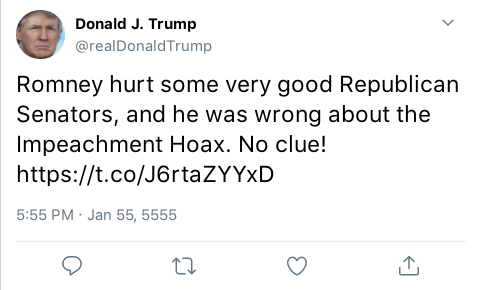 Donald J. Trump
@realDonaldTrump
Romney hurt some very good Republican
Senators, and he was wrong about the
Impeachment Hoax. No clue!
https://t.co/J6rtaZYYxD
5:55 PM · Jan 55, 5555